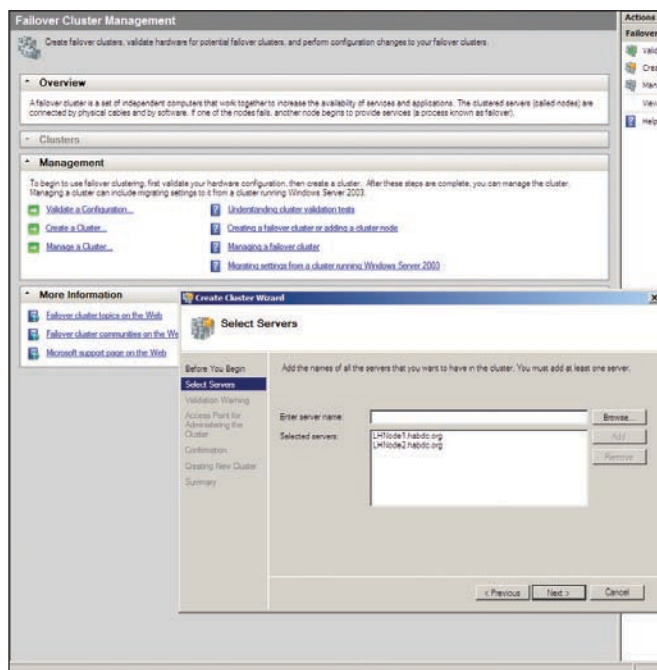 Failover Cluster Management
Actions
Failover
Create failover clusters, validate hardware for potential failover clusters, and perform configuration changes to your failover clusters.
Valid
Crea
Man
View
Help
Overview
A failover cluster is a set of independent computers that work together to increase the availability of services and applications. The clustered servers (called nodes) are
connected by physical cables and by software. If one of the nodes fails, another node begins to provide services (a process known as failover).
Clusters
Management
To begin to use failover clustering, first validate your hardware configuration, then create a cluster. After these steps are complete, you can manage the cluster.
Managing a cluster can include migrating settings to it from a cluster running Windows Server 2003.
Validate a Configuration...
Understanding cluster validation tests
Create a Cluster...
Creating a failover cluster or adding a cluster node
Manage a Cluster...
Managing a failover cluster
Migrating settings from a cluster running Windows Server 2003
More Information
Failover cluster topics on the Web
Failover cluster communities on the We
Microsoft support page on the Web
Create Cluster Wizard
Select Servers
Before You Begin
Select Servers
Validation Warning
Access Point for
Administering the
Cluster
Confirmation
Creating New Cluster
Summary
Add the names of all the servers that you want to have in the cluster. You must add at least one server.
Enter server name:
Browse...
Selected servers:
LHNode1.habdc.org
LHNode2.habdc.org
Add
Remove
< Previous
Next >
Cancel